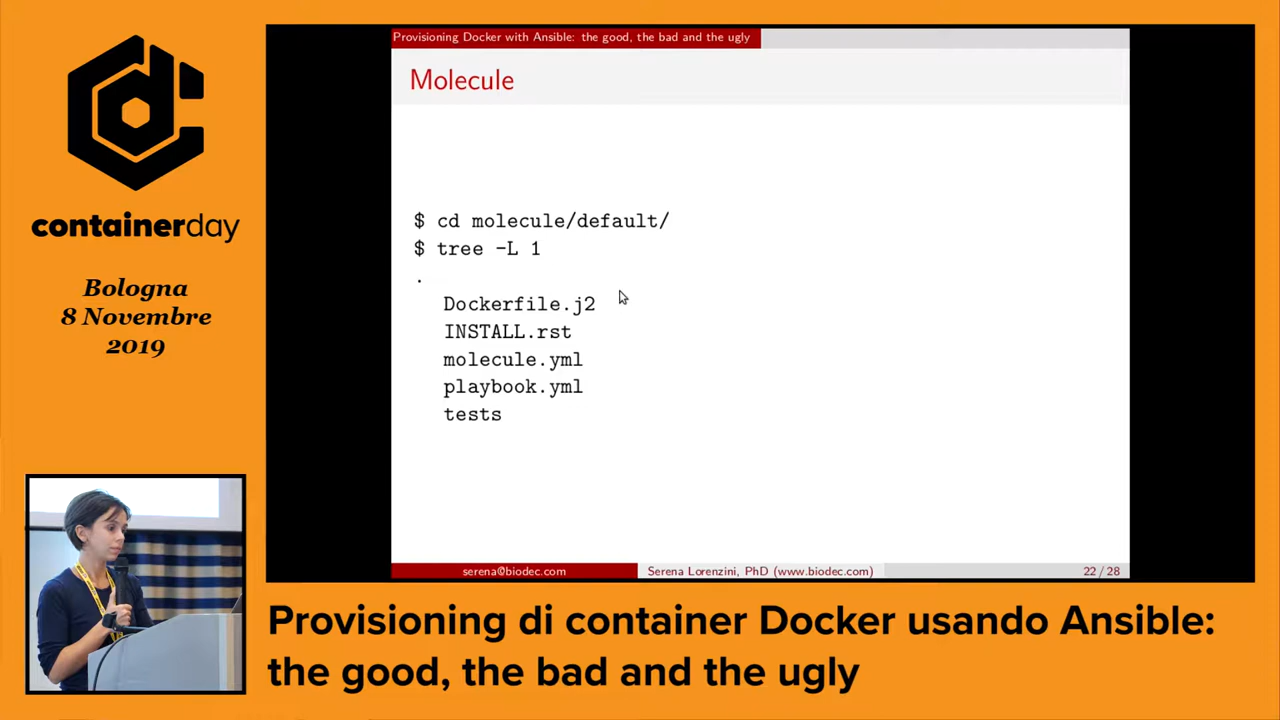 containerday
Bologna
8 Novembre
2019
Provisioning Docker with Ansible: the good, the bad and the ugly
Molecule
$ cd molecule/default/
$ tree -L 1
.
Dockerfile.j2
INSTALL.rst
molecule.yml
playbook.yml
tests
serena@biodec.com
Serena Lorenzini, PhD (www.biodec.com)
22 / 28
Provisioning di container Docker usando Ansible:
the good, the bad and the ugly